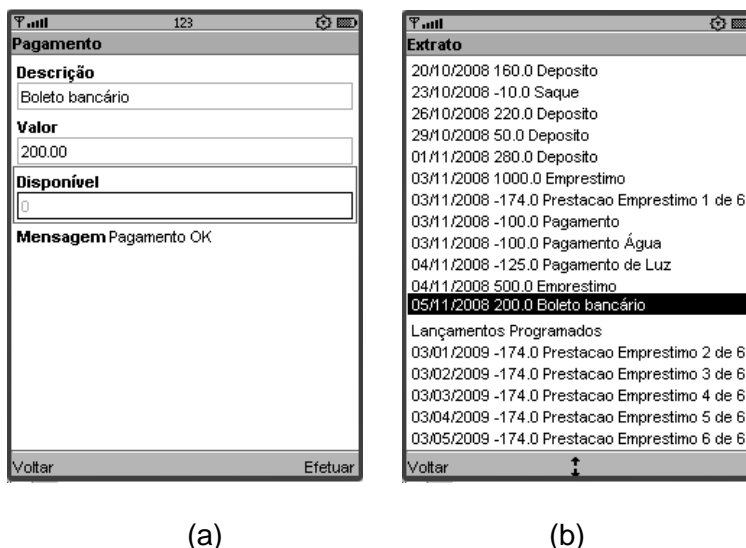 123
Pagamento
Descrição
Boleto bancário
Valor
200.00
Disponível
0
Mensagem Pagamento OK
Voltar Efetuar
(a)
Extrato
20/10/2008 160.0 Deposito
23/10/2008 -10.0 Saque
26/10/2008 220.0 Deposito
29/10/2008 50.0 Deposito
01/11/2008 280.0 Deposito
03/11/2008 1000.0 Emprestimo
03/11/2008 -174.0 Prestacao Emprestimo 1 de 6
03/11/2008 -100.0 Pagamento
03/11/2008 -100.0 Pagamento Água
04/11/2008 -125.0 Pagamento de Luz
04/11/2008 500.0 Emprestimo
05/11/2008 200.0 Boleto bancário
Lançamentos Programados
03/01/2009 -174.0 Prestacao Emprestimo 2 de 6
03/02/2009 -174.0 Prestacao Emprestimo 3 de 6
03/03/2009 -174.0 Prestacao Emprestimo 4 de 6
03/04/2009 -174.0 Prestacao Emprestimo 5 de 6
03/05/2009 -174.0 Prestacao Emprestimo 6 de 6
Voltar
(b)